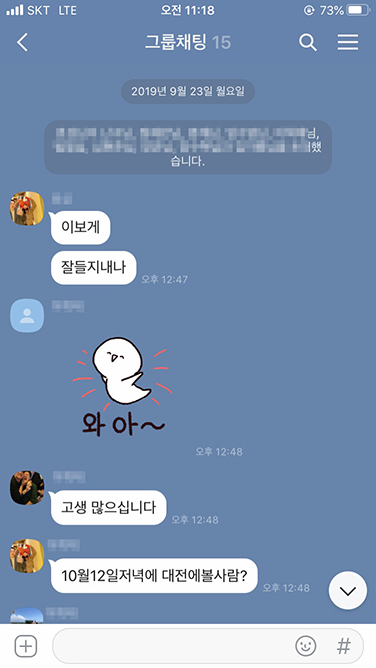 SKT LTE 오전 11:18 73%
그룹채팅 15
2019년 9월 23일 월요일
님,
했
습니다.
이보게
잘들지내나
오후 12:47
와 아~
오후 12:48
고생 많으십니다
오후 12:48
10월12일저녁에 대전에볼사람?
오후 12:48
#